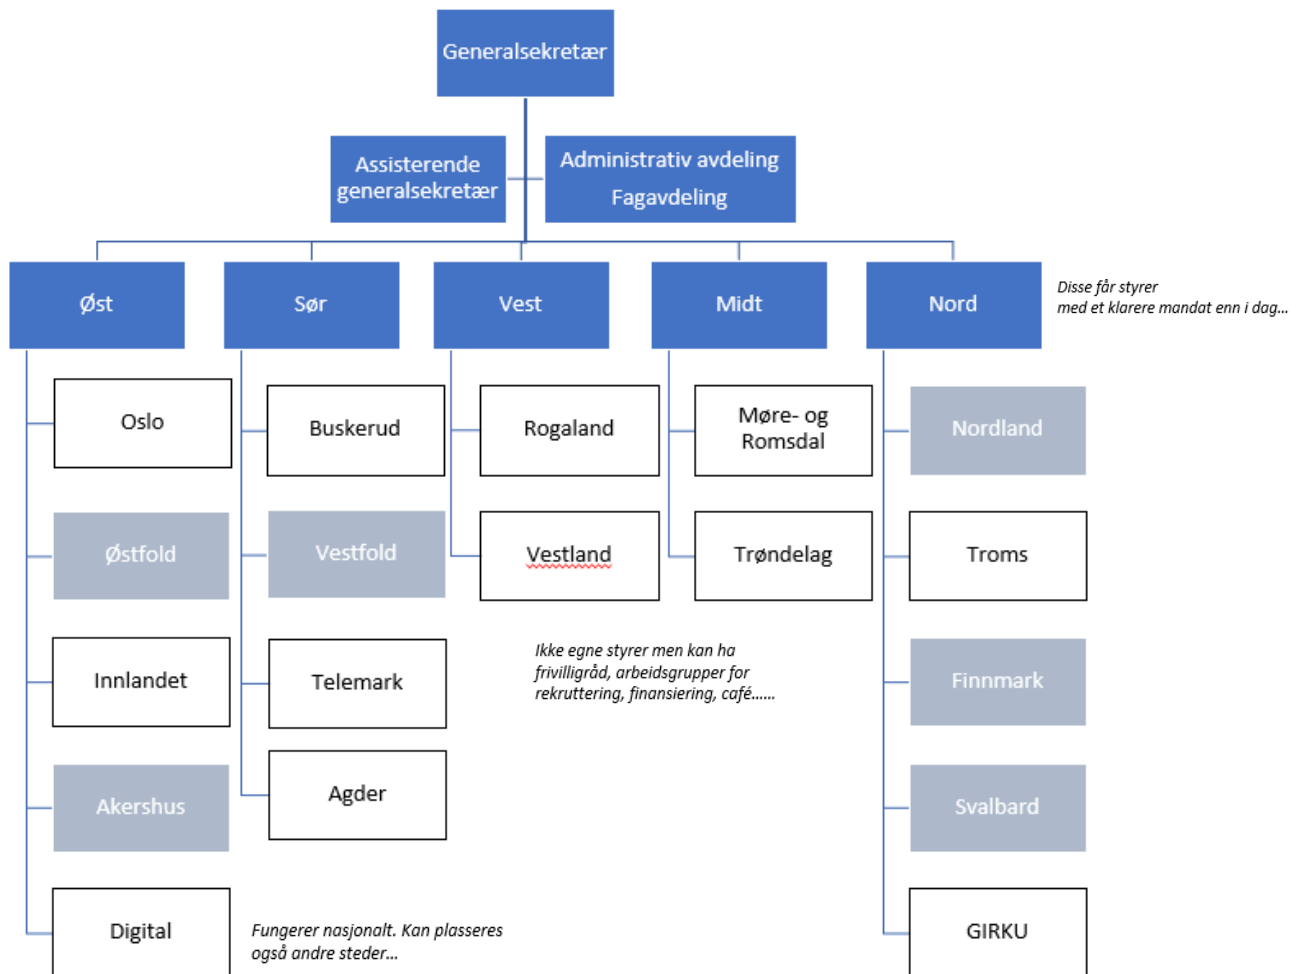 Generalsekretær
Assisterende
generalsekretær
Administrativ avdeling
Fagavdeling
Øst
Sør
Vest
Midt
Nord
Disse får styrer
med et klarere mandat enn i dag...
Oslo
Østfold
Innlandet
Akershus
Digital
Fungerer nasjonalt. Kan plasseres
også andre steder...
Buskerud
Vestfold
Telemark
Agder
Rogaland
Vestland
Ikke egne styrer men kan ha
frivilligråd, arbeidsgrupper for
rekruttering, finansiering, café......
Møre- og
Romsdal
Trøndelag
Nordland
Troms
Finnmark
Svalbard
GIRKU